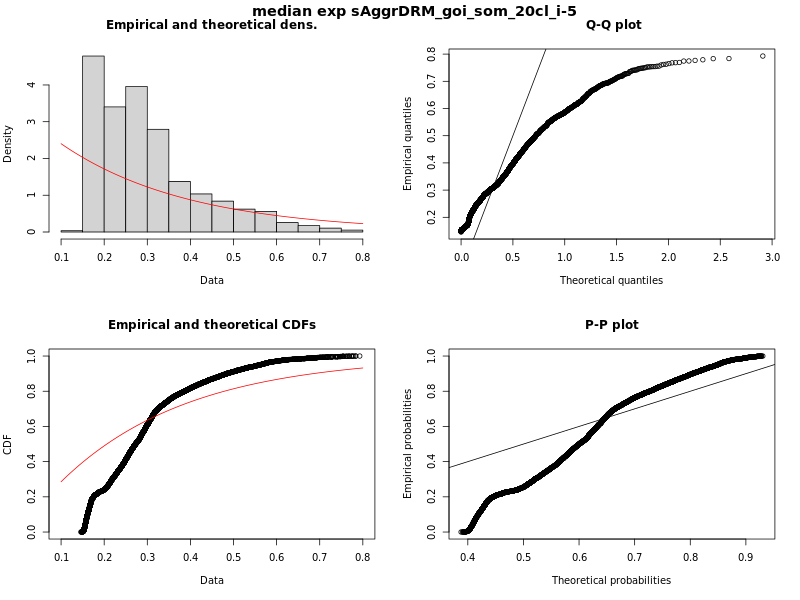 median exp sAggrDRM_goi_som_20cl_i-5
Empirical and theoretical dens.
Density
0 1 2 3 4
0.1 0.2 0.3 0.4 0.5 0.6 0.7 0.8
Data
Q-Q plot
Empirical quantiles
0.2 0.3 0.4 0.5 0.6 0.7 0.8
0.0 0.5 1.0 1.5 2.0 2.5 3.0
Theoretical quantiles
Empirical and theoretical CDFs
CDF
0.0 0.2 0.4 0.6 0.8 1.0
0.1 0.2 0.3 0.4 0.5 0.6 0.7 0.8
Data
P-P plot
Empirical probabilities
0.0 0.2 0.4 0.6 0.8 1.0
0.4 0.5 0.6 0.7 0.8 0.9
Theoretical probabilities